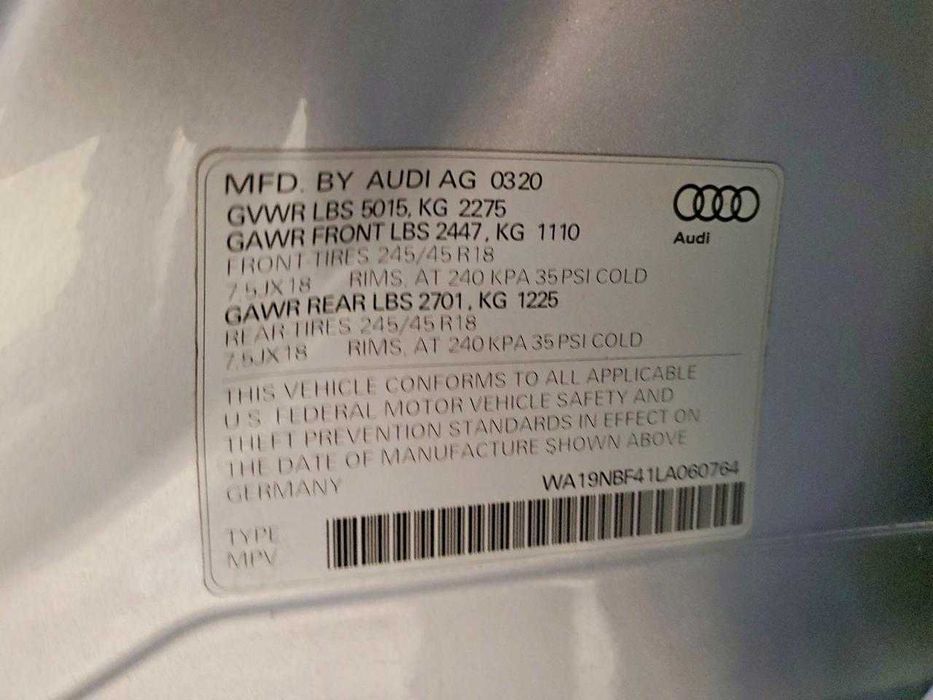 MFD. BY AUDI AG 0320
GVWR LBS 5015, KG 2275
GAWR FRONT LBS 2447, KG 1110
FRONT TIRES 245/45 R18
7,5JX18 RIMS, AT 240 KPA 35 PSI COLD
GAWR REAR LBS 2701, KG 1225
REAR TIRES 245/45 R18
7,5JX18 RIMS, AT 240 KPA 35 PSI COLD
Audi
THIS VEHICLE CONFORMS TO ALL APPLICABLE
U.S. FEDERAL MOTOR VEHICLE SAFETY AND
THEFT PREVENTION STANDARDS IN EFFECT ON
THE DATE OF MANUFACTURE SHOWN ABOVE
GERMANY WA19NBF41LA060764
TYPE
MPV